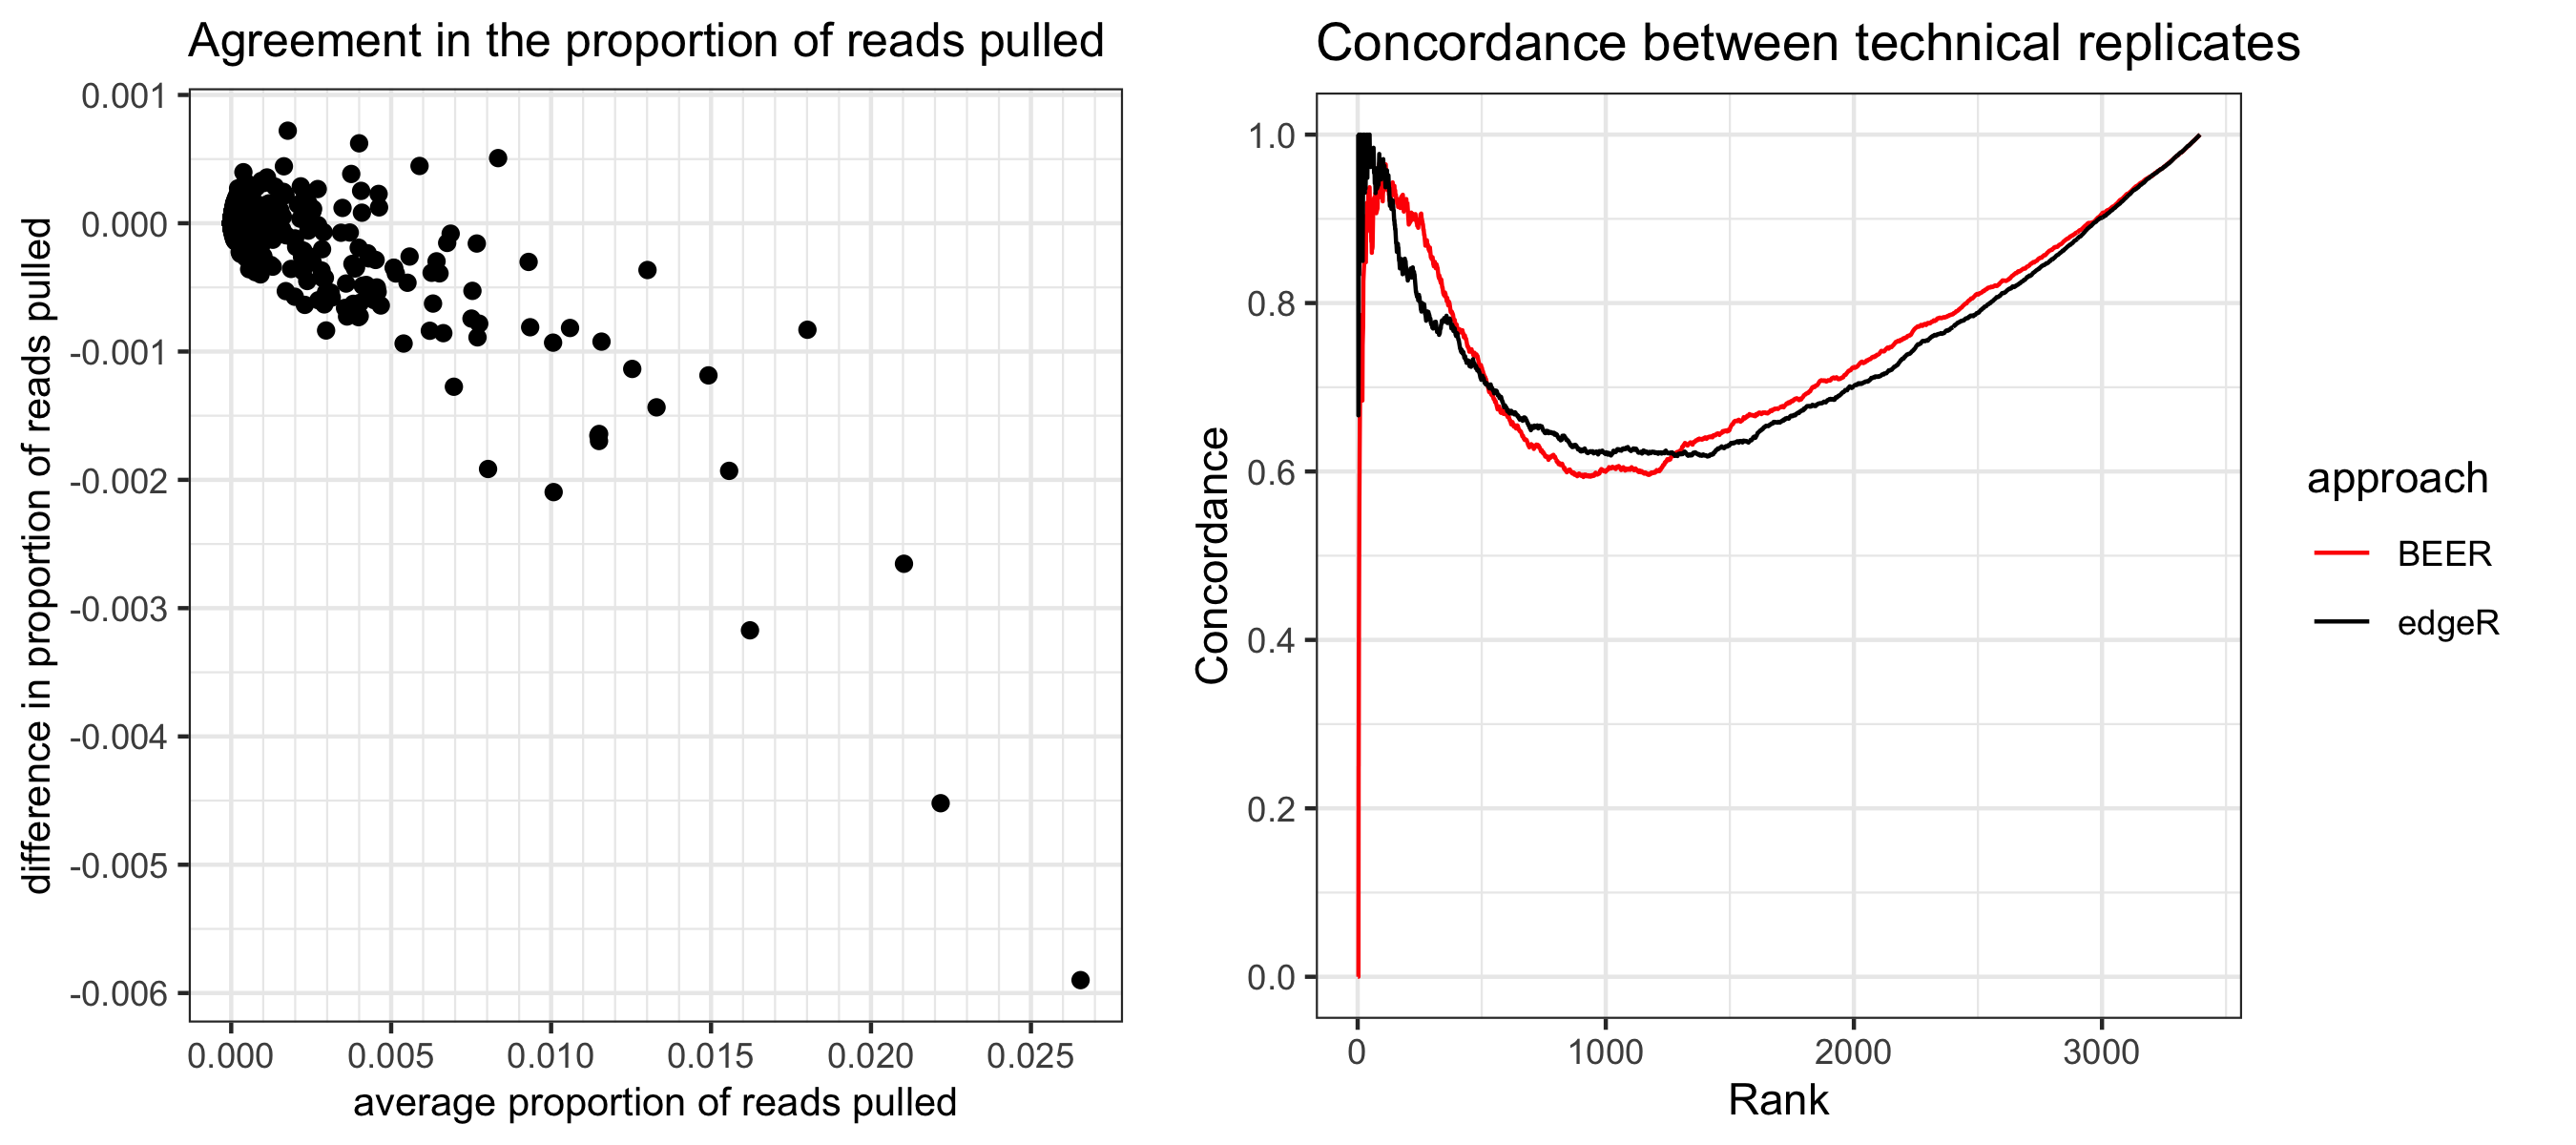 Agreement in the proportion of reads pulled
difference in proportion of reads pulled
0.001
0.000
-0.001
-0.002
-0.003
-0.004
-0.005
-0.006
0.000 0.005 0.010 0.015 0.020 0.025
average proportion of reads pulled
Concordance between technical replicates
Concordance
1.0
0.8
0.6
0.4
0.2
0.0
0 1000 2000 3000
Rank
approach
BEER
edgeR